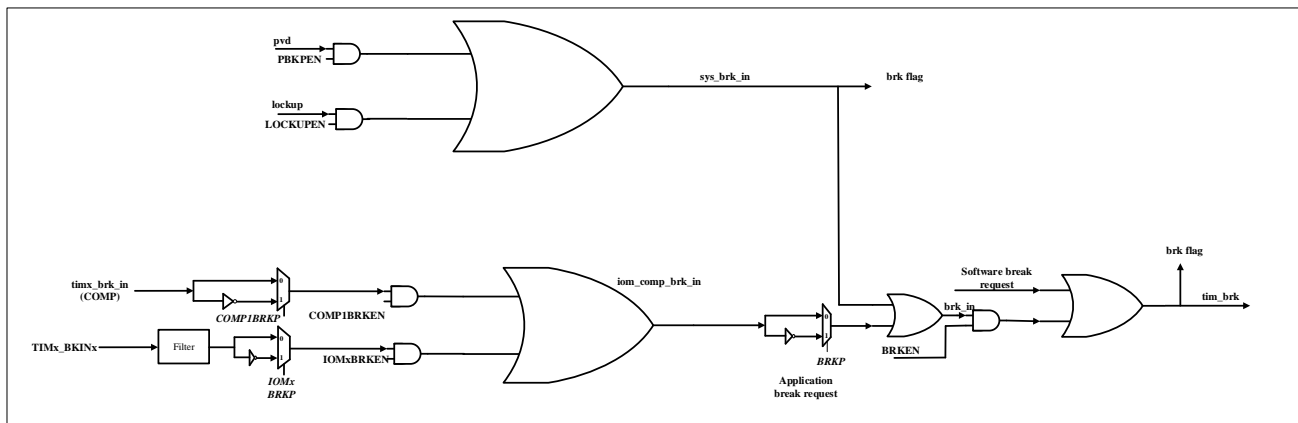 pvd
PBKPEN
lockup
LOCKUPEN
sys_brk_in
brk flag
timx_brk_in
(COMP)
0
1
COMP1BRKP
COMP1BRKEN
TIMx_BKINx
Filter
0
1
IOMx
BRKP
IOMxBRKEN
iom_comp_brk_in
0
1
BRKP
Application
break request
brk_in
BRKEN
Software break
request
brk flag
tim_brk